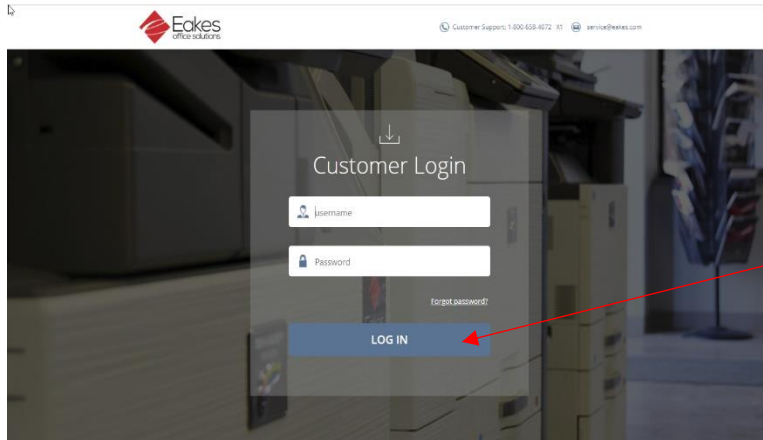 Eakes
office solutions
Customer Support: 1-800-658-4072 X1 service@eakes.com
Customer Login
username
Password
Forgot password?
LOG IN